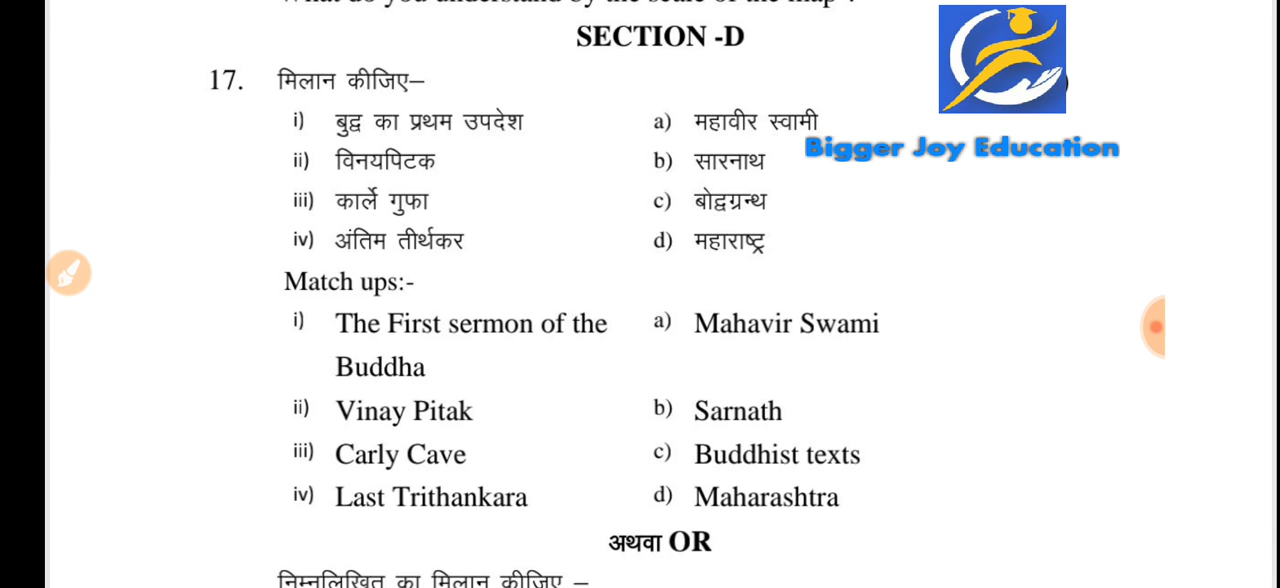 SECTION -D
17. मिलान कीजिए–
i) बुद्व का प्रथम उपदेश a) महावीर स्वामी
Bigger Joy Education
ii) विनयपिटक b) सारनाथ
iii) कार्ले गुफा c) बोद्वग्रन्थ
iv) अंतिम तीर्थकर d) महाराष्ट्र
Match ups:-
i) The First sermon of the a) Mahavir Swami
Buddha
ii) Vinay Pitak b) Sarnath
iii) Carly Cave c) Buddhist texts
iv) Last Trithankara d) Maharashtra
अथवा OR
निम्नलिखित का मिलान कीजिए –